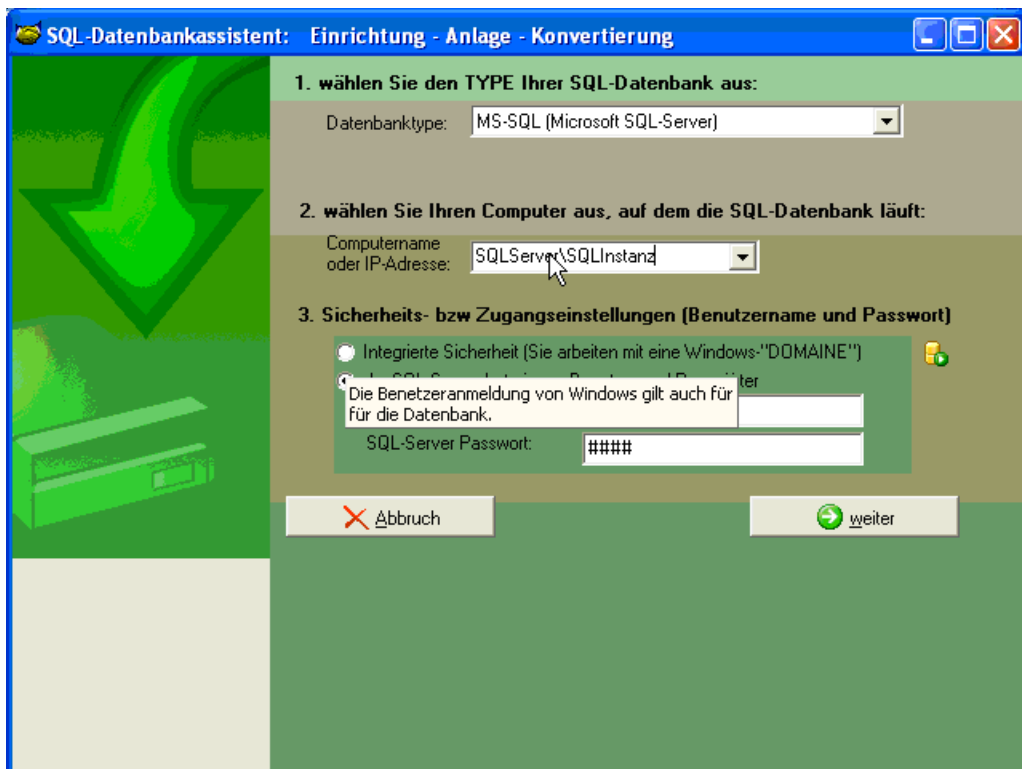 SQL-Datenbankassistent: Einrichtung - Anlage - Konvertierung
1. wählen Sie den TYPE Ihrer SQL-Datenbank aus:
Datenbanktype: MS-SQL (Microsoft SQL-Server)
2. wählen Sie Ihren Computer aus, auf dem die SQL-Datenbank läuft:
Computername
oder IP-Adresse: SQLServer\SQLInstanz
3. Sicherheits- bzw Zugangseinstellungen (Benutzername und Passwort)
Integrierte Sicherheit (Sie arbeiten mit eine Windows-"DOMAINE")
Die Benetzeranmeldung von Windows gilt auch für
für die Datenbank.
SQL-Server Passwort: ####
Abbruch weiter